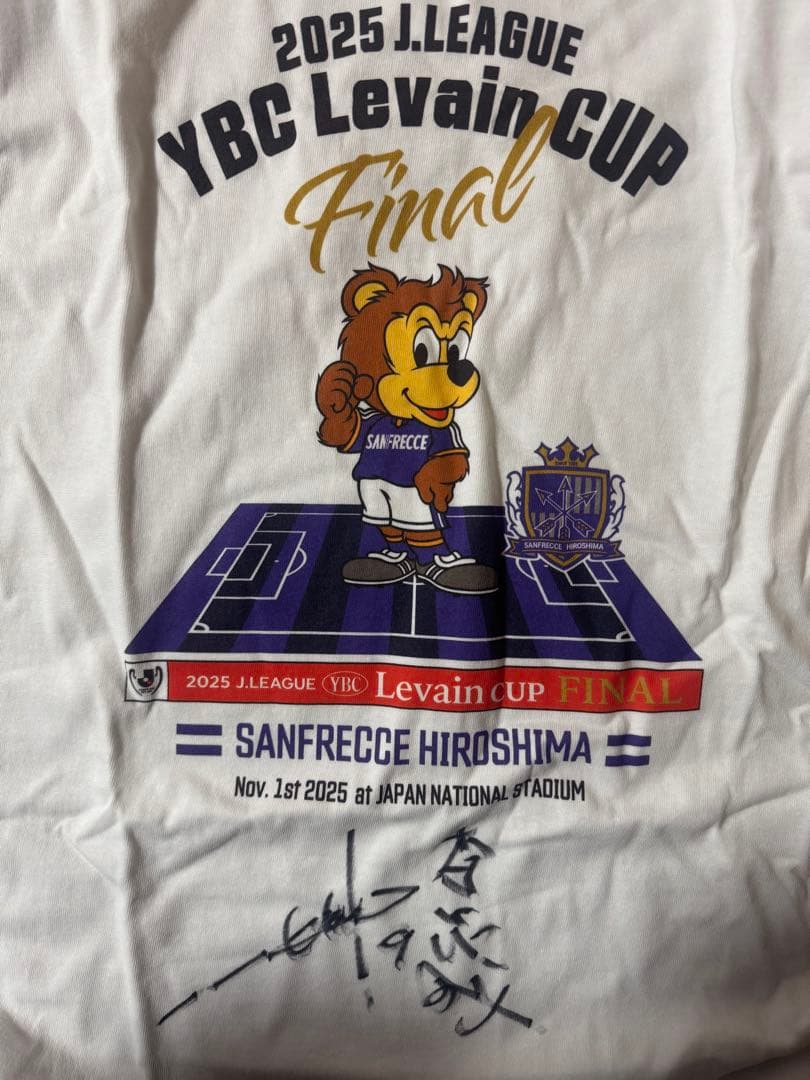 2025 J.LEAGUE
YBC Levain CUP
Final
SANFRECCE
SANFRECCE HIROSHIMA
2025 J.LEAGUE YBC Levain CUP FINAL
SANFRECCE HIROSHIMA
Nov. 1st 2025 at JAPAN NATIONAL STADIUM
19